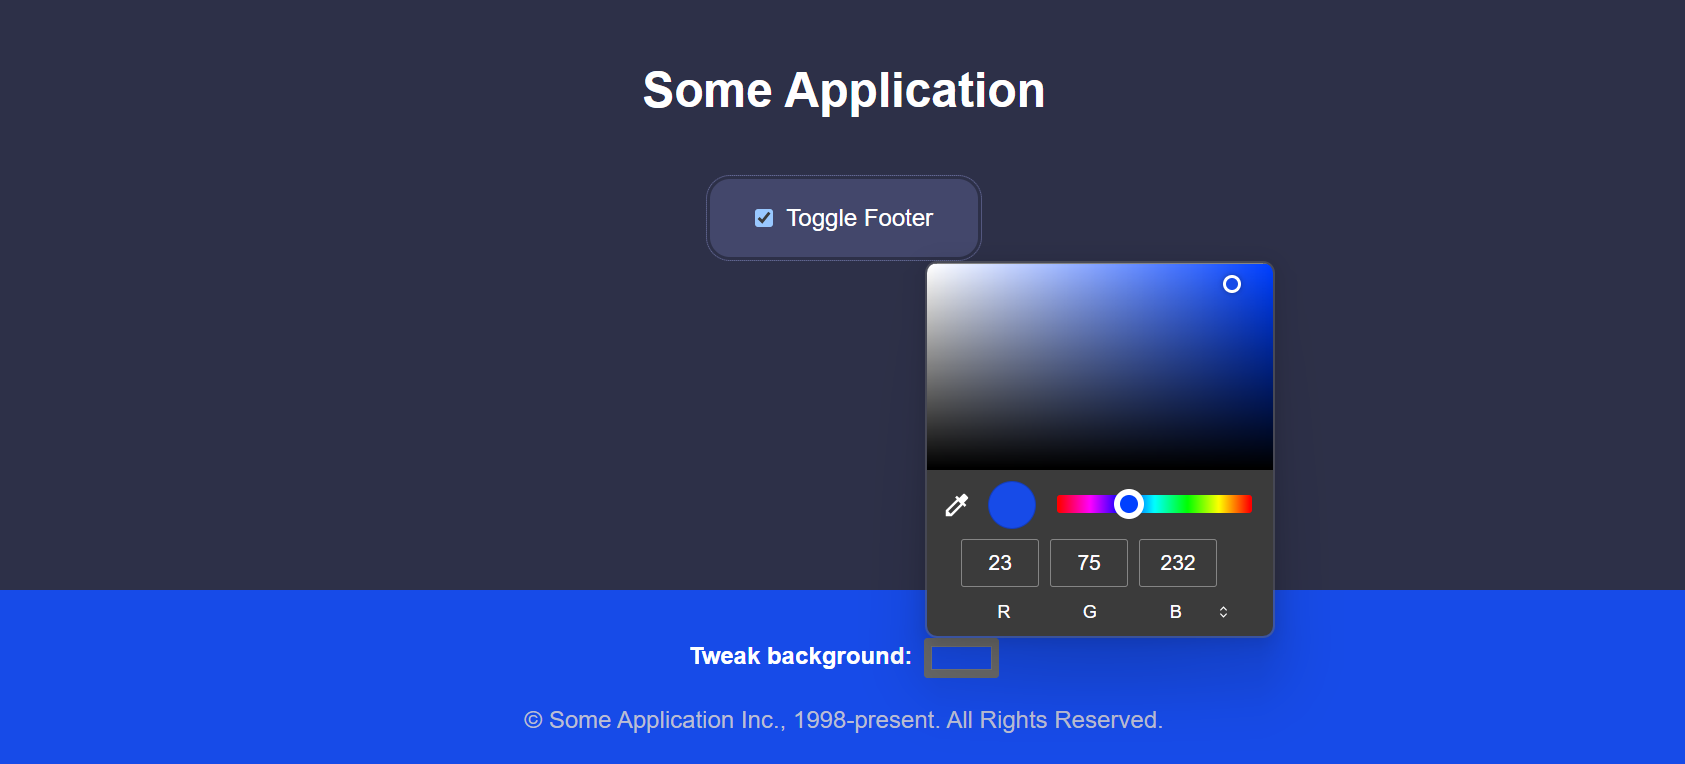 Some Application
Toggle Footer
23 75 232
R G B
Tweak background:
© Some Application Inc., 1998-present. All Rights Reserved.